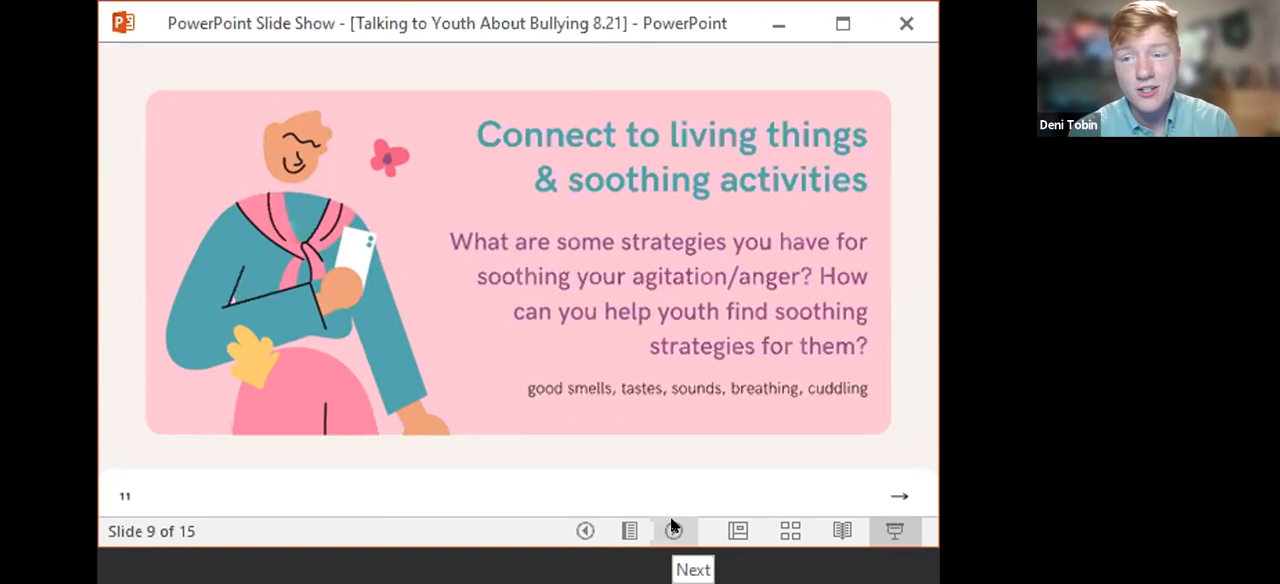 PowerPoint Slide Show - [Talking to Youth About Bullying 8.21] - PowerPoint
Deni Tobin
Connect to living things
& soothing activities
What are some strategies you have for
soothing your agitation/anger? How
can you help youth find soothing
strategies for them?
good smells, tastes, sounds, breathing, cuddling
11
Slide 9 of 15
Next